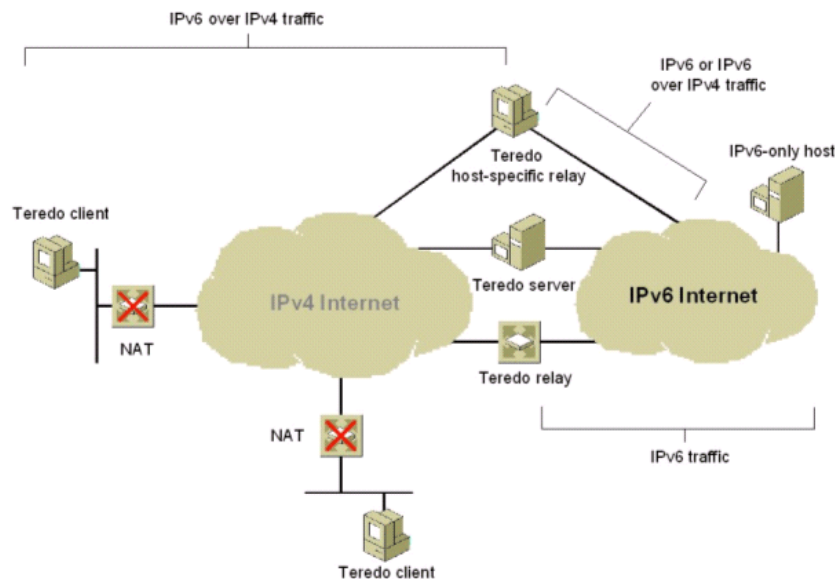 IPv6 over IPv4 traffic
IPv6 or IPv6
over IPv4 traffic
IPv6-only host
Teredo
host-specific relay
Teredo client
IPv4 Internet
Teredo server
IPv6 Internet
NAT
Teredo relay
NAT
IPv6 traffic
Teredo client